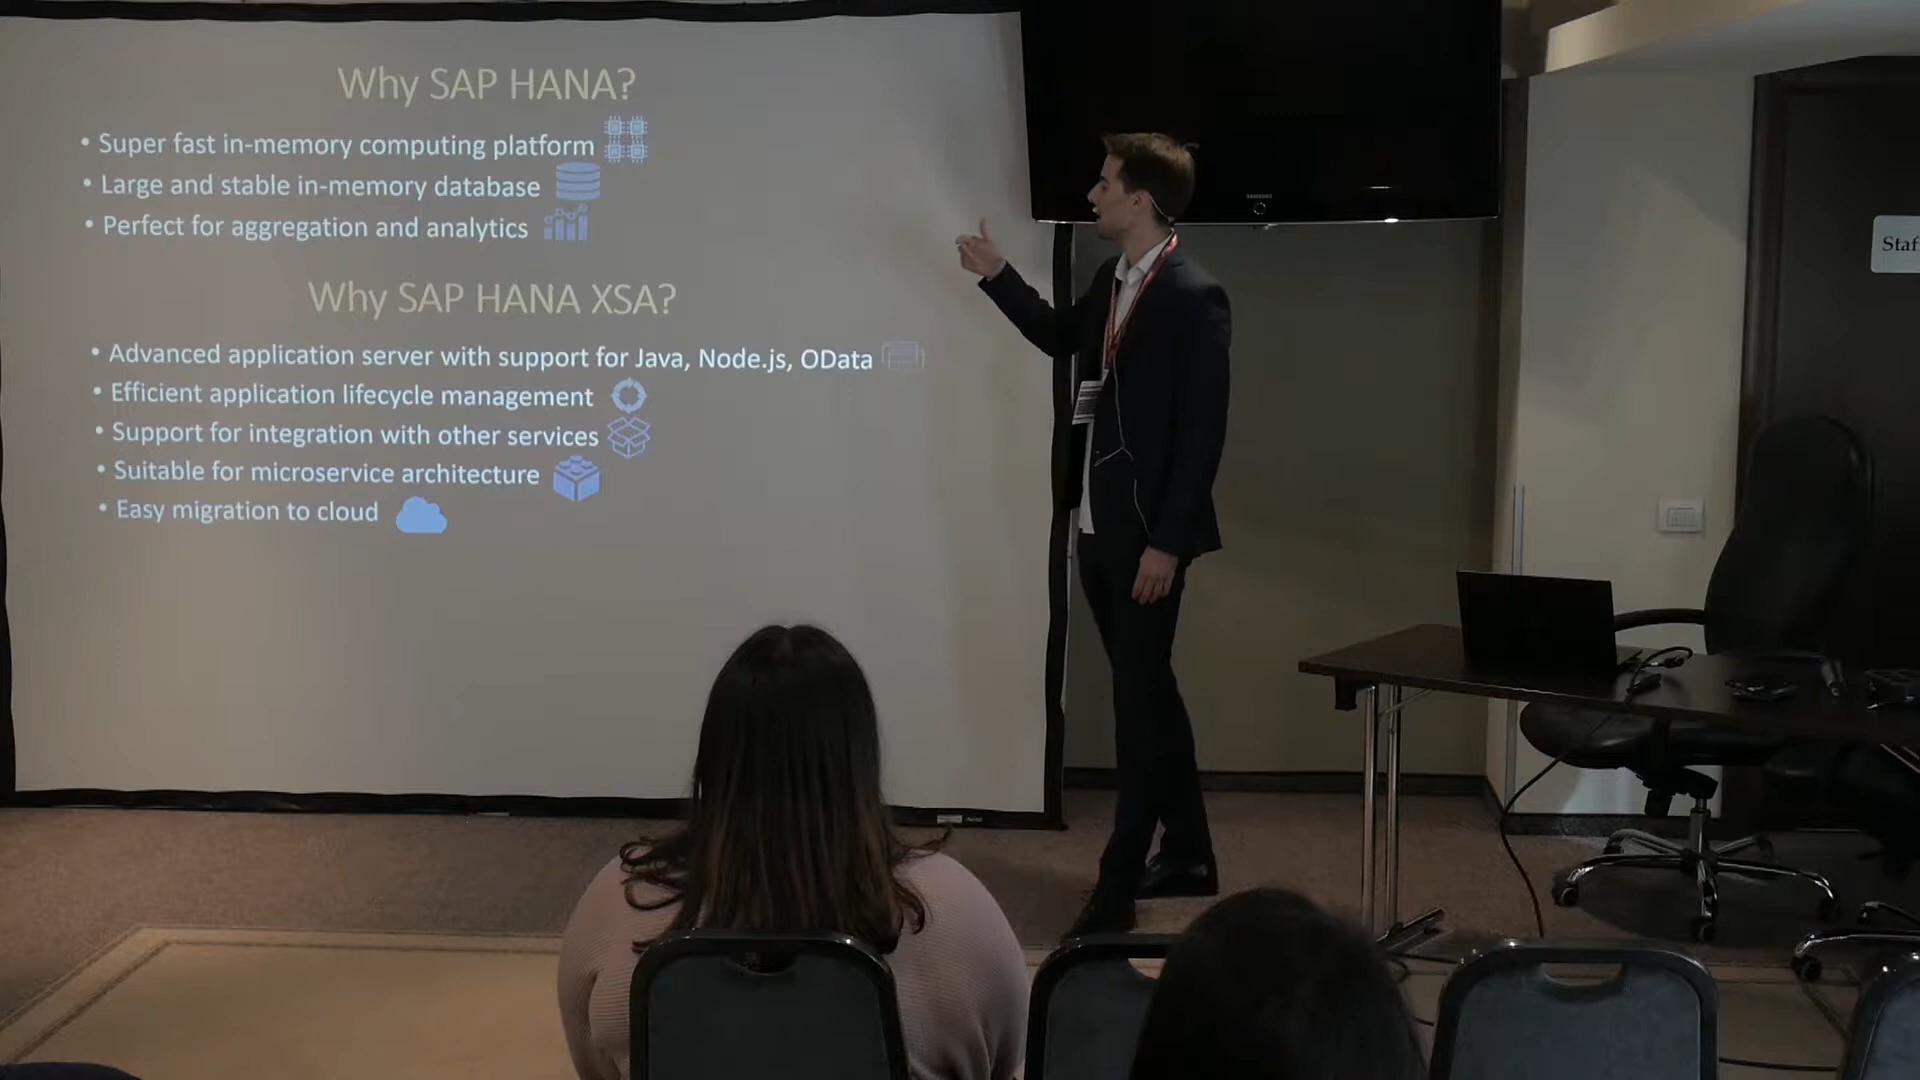 Why SAP HANA?
• Super fast in-memory computing platform
• Large and stable in-memory database
• Perfect for aggregation and analytics
Why SAP HANA XSA?
• Advanced application server with support for Java, Node.js, OData
• Efficient application lifecycle management
• Support for integration with other services
• Suitable for microservice architecture
• Easy migration to cloud
SAMSUNG
Staf